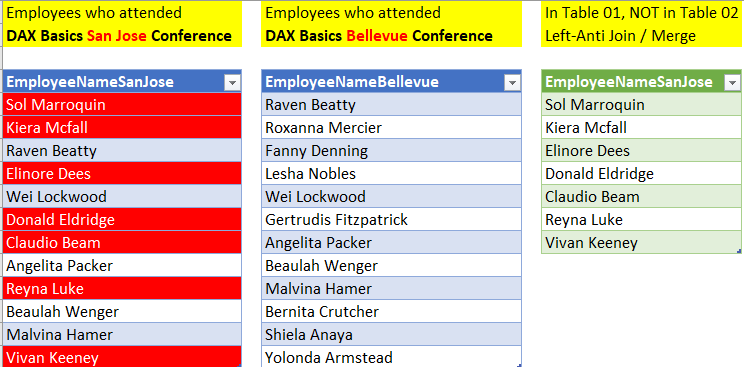 Employees who attended
DAX Basics San Jose Conference
EmployeeNameSanJose
Sol Marroquin
Kiera Mcfall
Raven Beatty
Elinore Dees
Wei Lockwood
Donald Eldridge
Claudio Beam
Angelita Packer
Reyna Luke
Beaulah Wenger
Malvina Hamer
Vivan Keeney
Employees who attended
DAX Basics Bellevue Conference
EmployeeNameBellevue
Raven Beatty
Roxanna Mercier
Fanny Denning
Lesha Nobles
Wei Lockwood
Gertrudis Fitzpatrick
Angelita Packer
Beaulah Wenger
Malvina Hamer
Bernita Crutcher
Shiela Anaya
Yolonda Armstead
In Table 01, NOT in Table 02
Left-Anti Join / Merge
EmployeeNameSanJose
Sol Marroquin
Kiera Mcfall
Elinore Dees
Donald Eldridge
Claudio Beam
Reyna Luke
Vivan Keeney